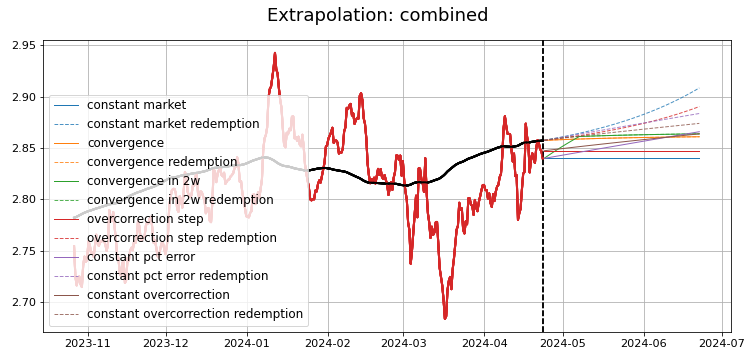 Extrapolation: combined
2.95
2.90
2.85
2.80
2.75
2.70
constant market
constant market redemption
convergence
convergence redemption
convergence in 2w
convergence in 2w redemption
overcorrection step
overcorrection step redemption
constant pct error
constant pct error redemption
constant overcorrection
constant overcorrection redemption
2023-11 2023-12 2024-01 2024-02 2024-03 2024-04 2024-05 2024-06 2024-07